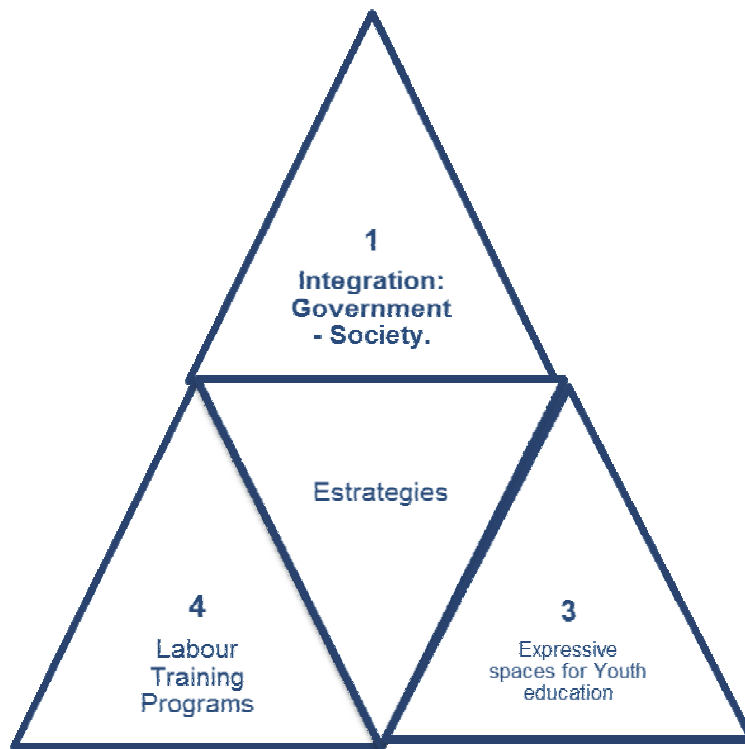 1
Integration:
Government
- Society.
Estrategies
4
Labour
Training
Programs
3
Expressive
spaces for Youth
education